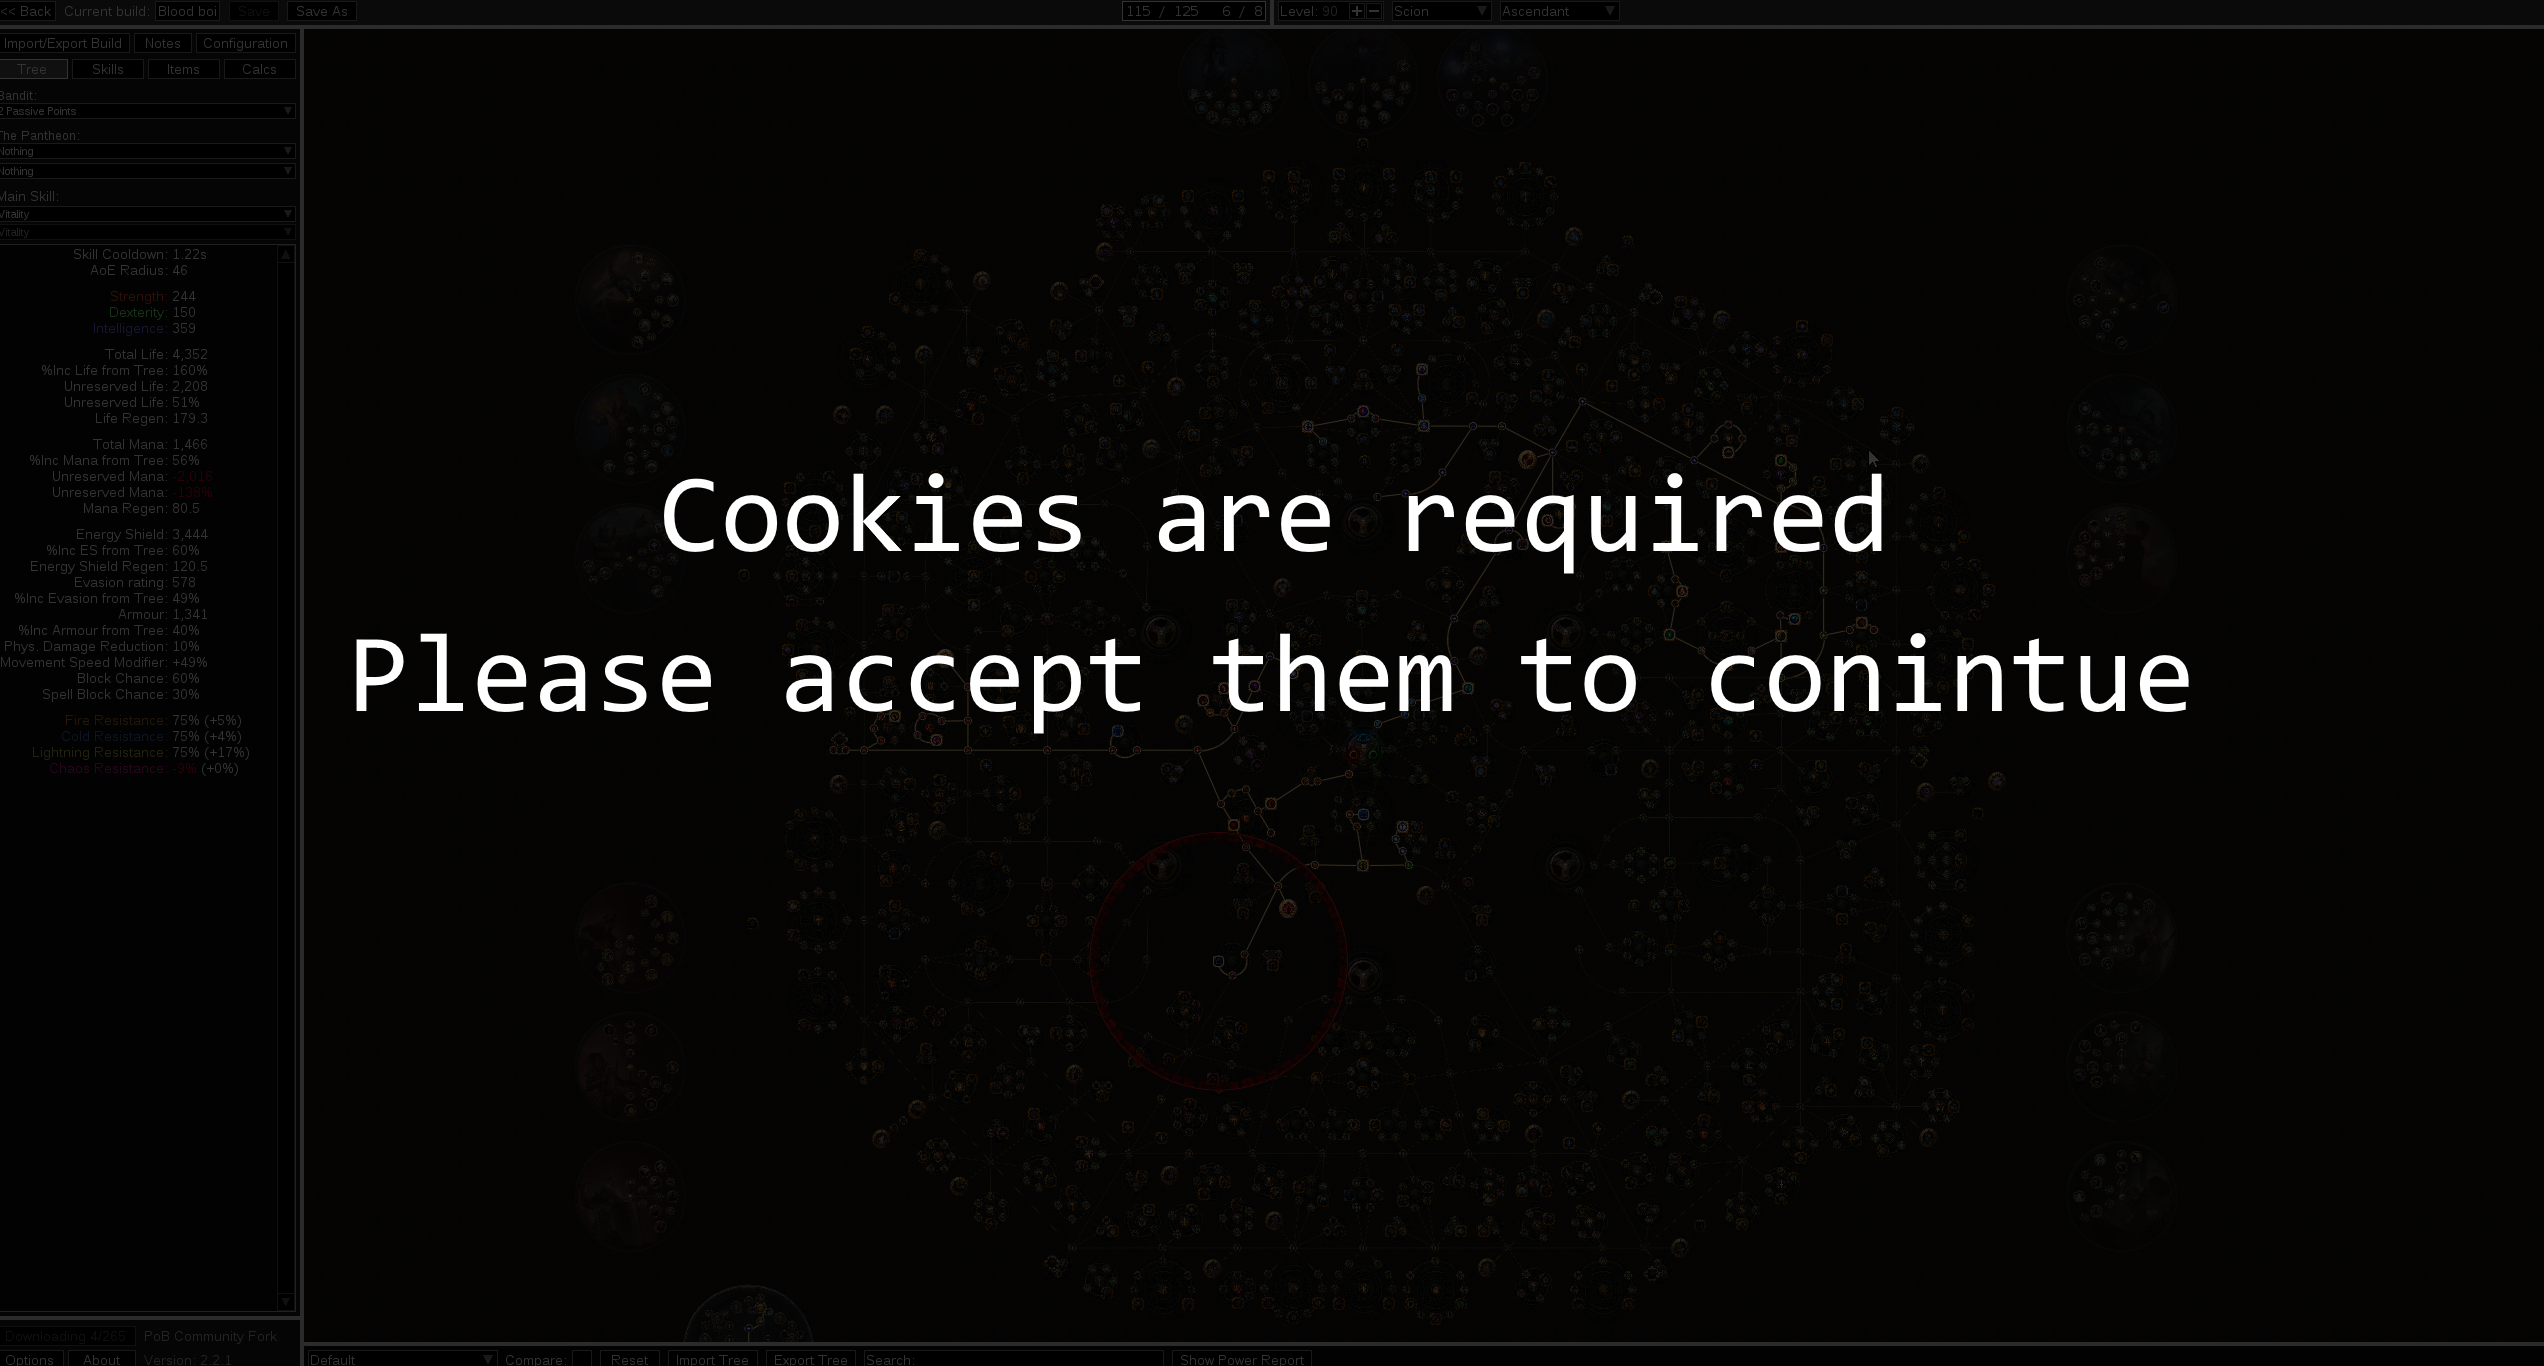 << Back Current build: Blood boi Save Save As 115 / 125 6 / 8 Level: 90 Scion Ascendant
Import/Export Build Notes Configuration
Tree Skills Items Calcs
Bandit:
2 Passive Points
The Pantheon:
Nothing
Nothing
Main Skill:
Vitality
Vitality
Skill Cooldown: 1.22s
AoE Radius: 46
Strength: 244
Dexterity: 150
Intelligence: 359
Total Life: 4,352
%Inc Life from Tree: 160%
Unreserved Life: 2,208
Unreserved Life: 51%
Life Regen: 179.3
Total Mana: 1,466
%Inc Mana from Tree: 56%
Unreserved Mana: -2,016
Unreserved Mana: -138%
Mana Regen: 80.5
Energy Shield: 3,444
%Inc ES from Tree: 60%
Energy Shield Regen: 120.5
Evasion rating: 578
%Inc Evasion from Tree: 49%
Armour: 1,341
%Inc Armour from Tree: 40%
Phys. Damage Reduction: 10%
Movement Speed Modifier: +49%
Block Chance: 60%
Spell Block Chance: 30%
Fire Resistance: 75% (+5%)
Cold Resistance: 75% (+4%)
Lightning Resistance: 75% (+17%)
Chaos Resistance: -9% (+0%)
Cookies are required
Please accept them to conintue
Downloading 4/265 PoB Community Fork
Options About Version: 2.2.1
Default Compare: Reset Import Tree Export Tree Search: Show Power Report